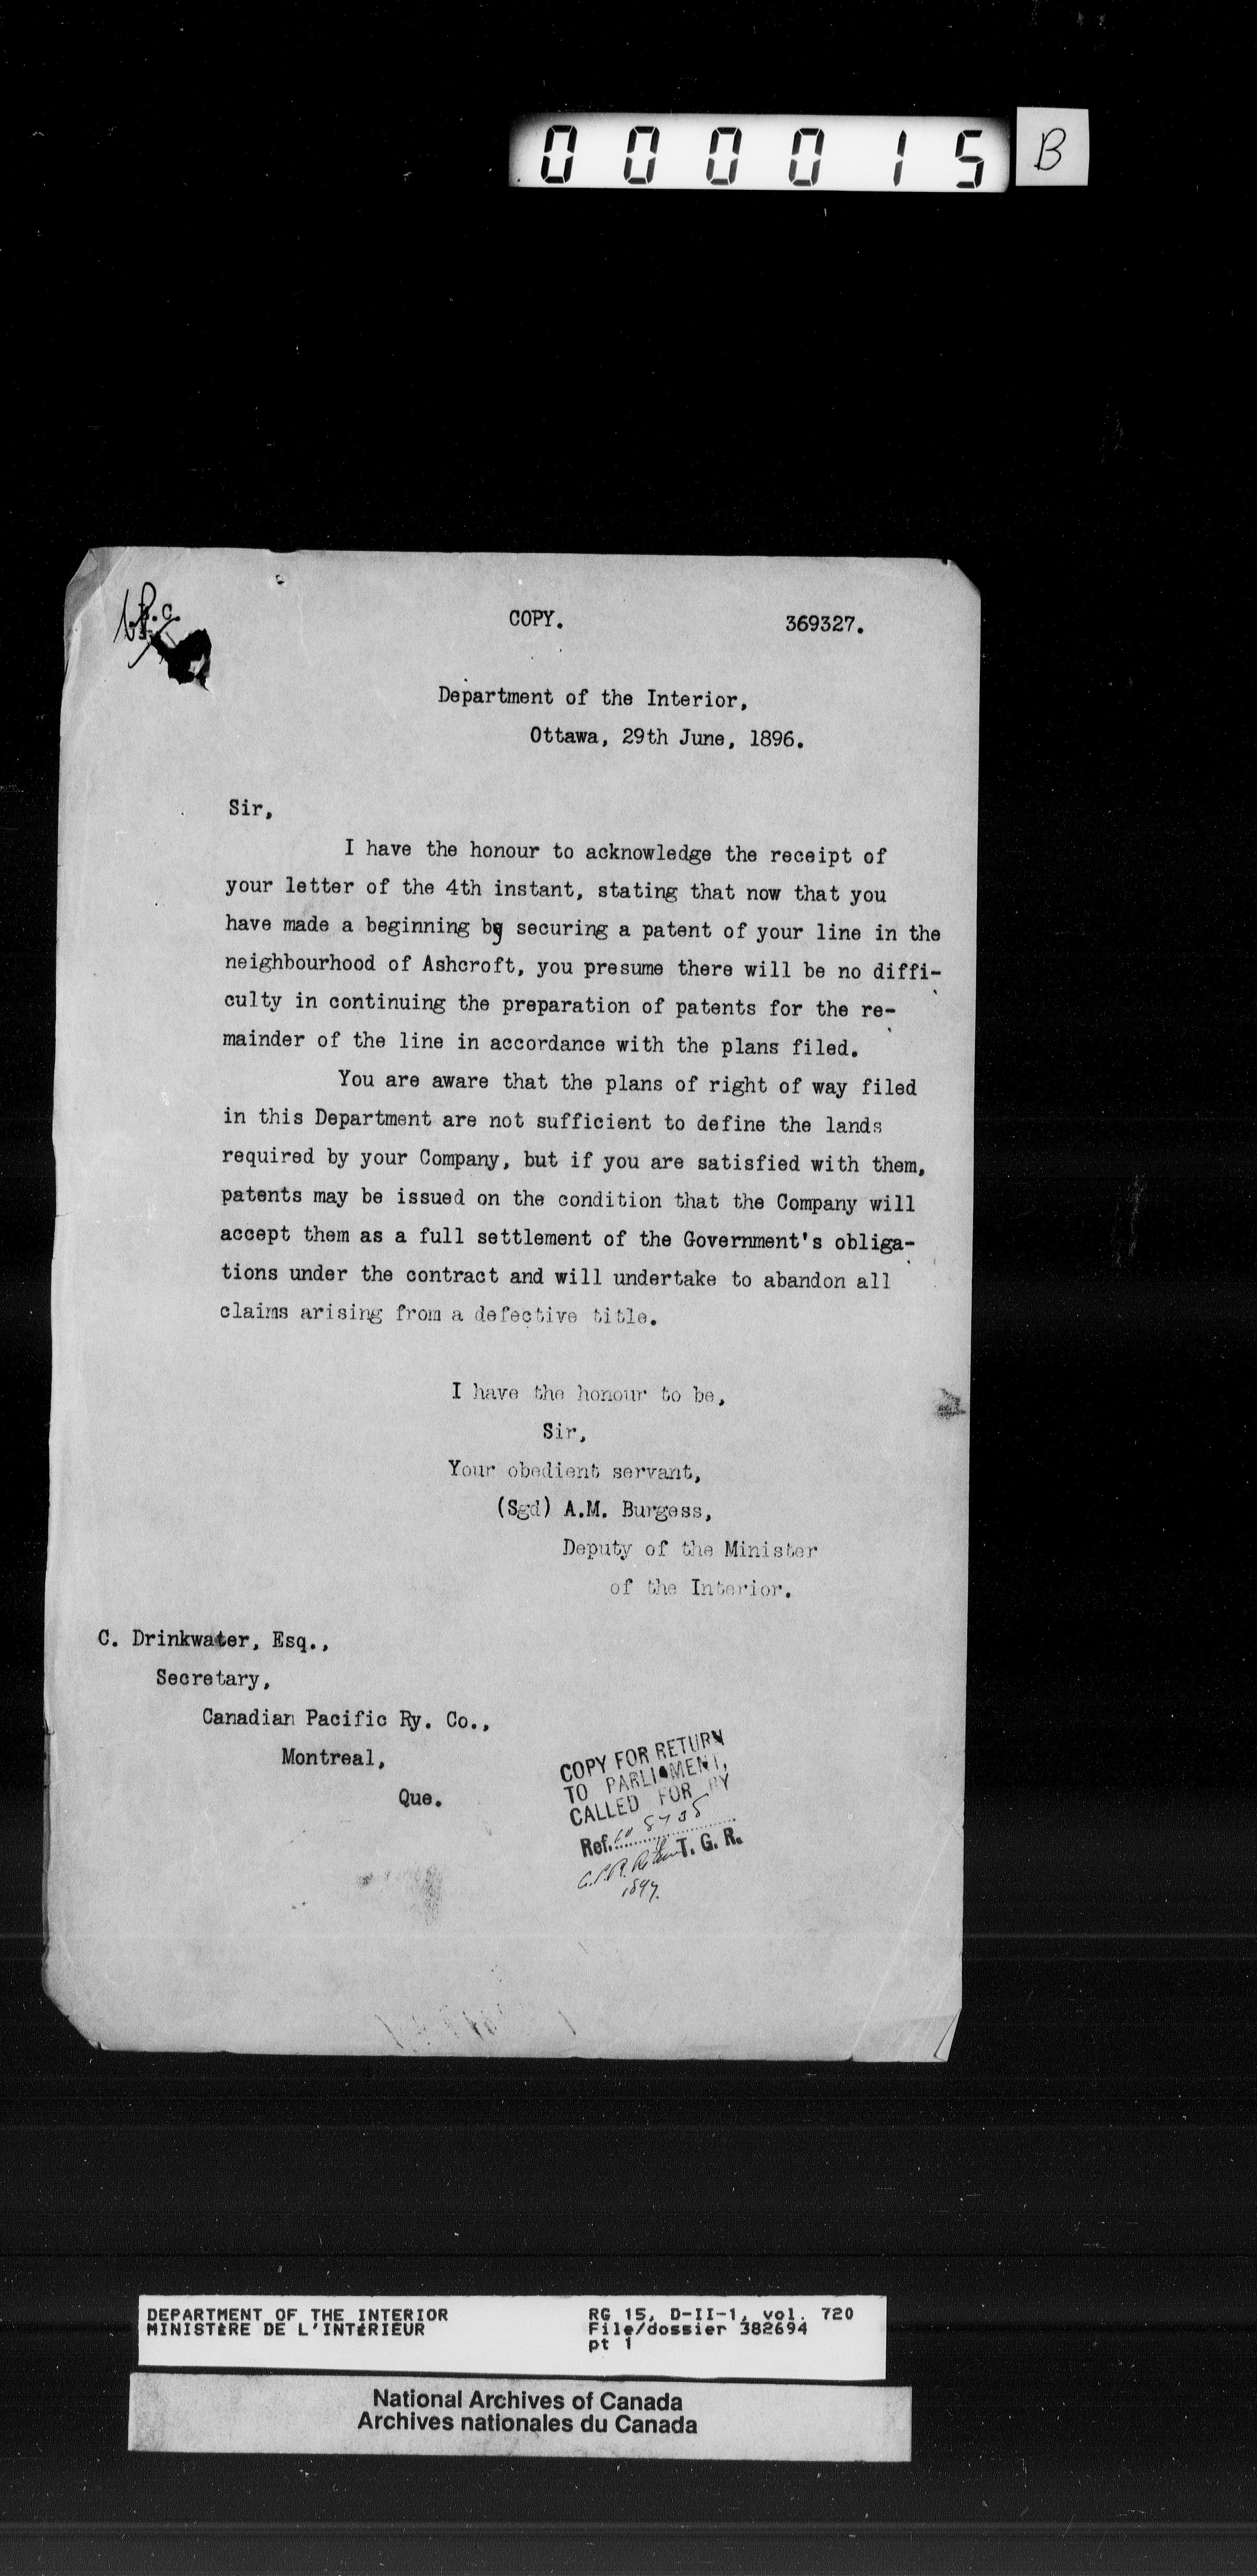 000015 B
COPY. 369327.
Department of the Interior,
Ottawa, 29th June, 1896.
Sir,
I have the honour to acknowledge the receipt of
your letter of the 4th instant, stating that now that you
have made a beginning by securing a patent of your line in the
neighbourhood of Ashcroft, you presume there will be no diffi-
culty in continuing the preparation of patents for the re-
mainder of the line in accordance with the plans filed.
You are aware that the plans of right of way filed
in this Department are not sufficient to define the lands
required by your Company, but if you are satisfied with them,
patents may be issued on the condition that the Company will
accept them as a full settlement of the Government's obliga-
tions under the contract and will undertake to abandon all
claims arising from a defective title.
I have the honour to be,
Sir,
Your obedient servant,
(Sgd) A.M. Burgess,
Deputy of the Minister
of the Interior.
C. Drinkwater, Esq.,
Secretary,
Canadian Pacific Ry. Co.,
Montreal,
Que.
COPY FOR RETURN
TO PARLIAMENT,
CALLED FOR BY
Ref.
T. G. R.
C.P.R.
1897.
DEPARTMENT OF THE INTERIOR RG 15, D-II-1, vol. 720
MINISTÈRE DE L'INTÉRIEUR File/dossier 382694
pt 1
National Archives of Canada
Archives nationales du Canada